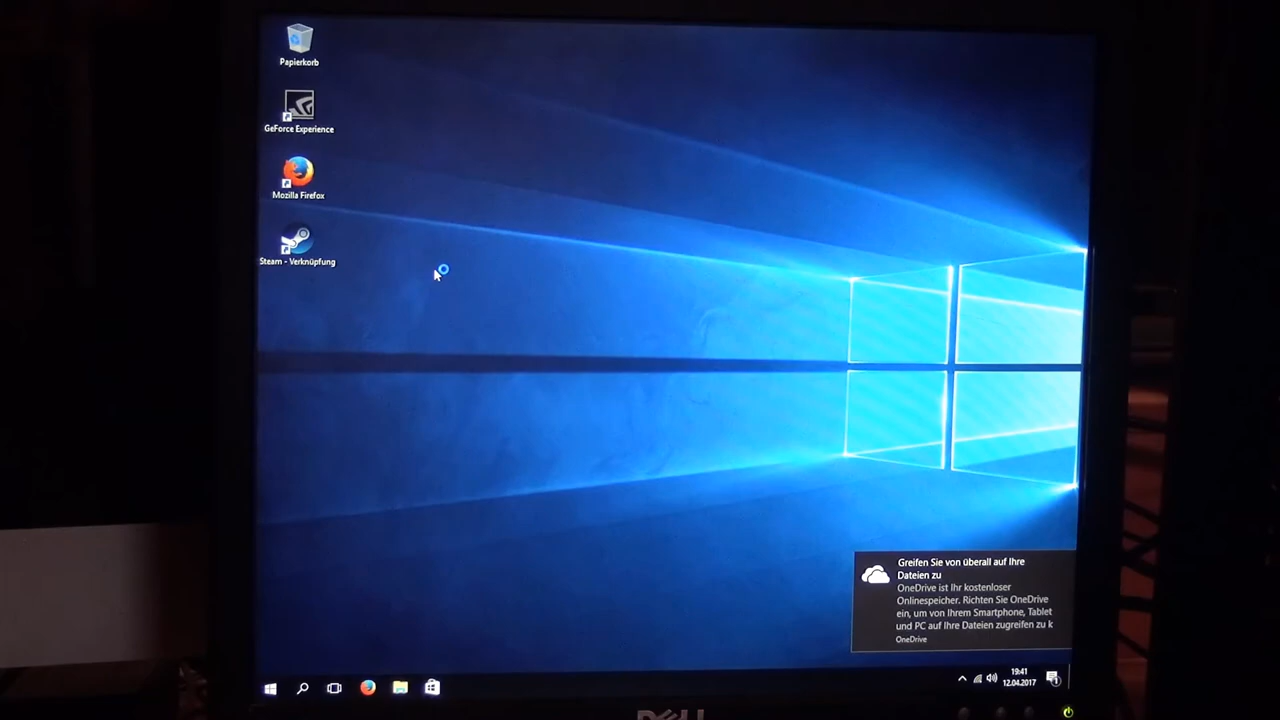 Papierkorb
GeForce Experience
Mozilla Firefox
Steam - Verknüpfung
Greifen Sie von überall auf Ihre
Dateien zu
OneDrive ist Ihr kostenloser
Onlinespeicher. Richten Sie OneDrive
ein, um von Ihrem Smartphone, Tablet
und PC auf Ihre Dateien zugreifen zu k
OneDrive
19:41
12.04.2017
1
DELL